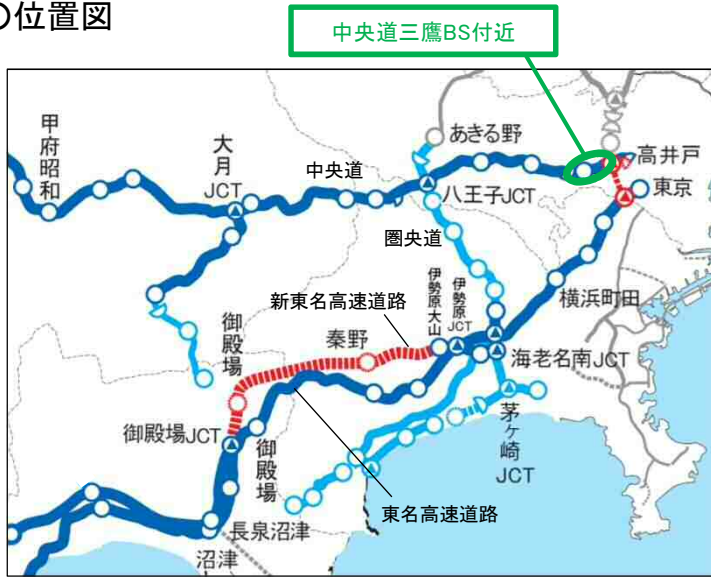 〇位置図
中央道三鷹BS付近
甲府昭和
大月
JCT
中央道
あきる野
八王子JCT
高井戸
東京
圏央道
新東名高速道路
伊勢原大山
伊勢原
JCT
横浜町田
御殿場
秦野
海老名南JCT
御殿場JCT
御殿場
茅ヶ崎
JCT
東名高速道路
長泉沼津
沼津